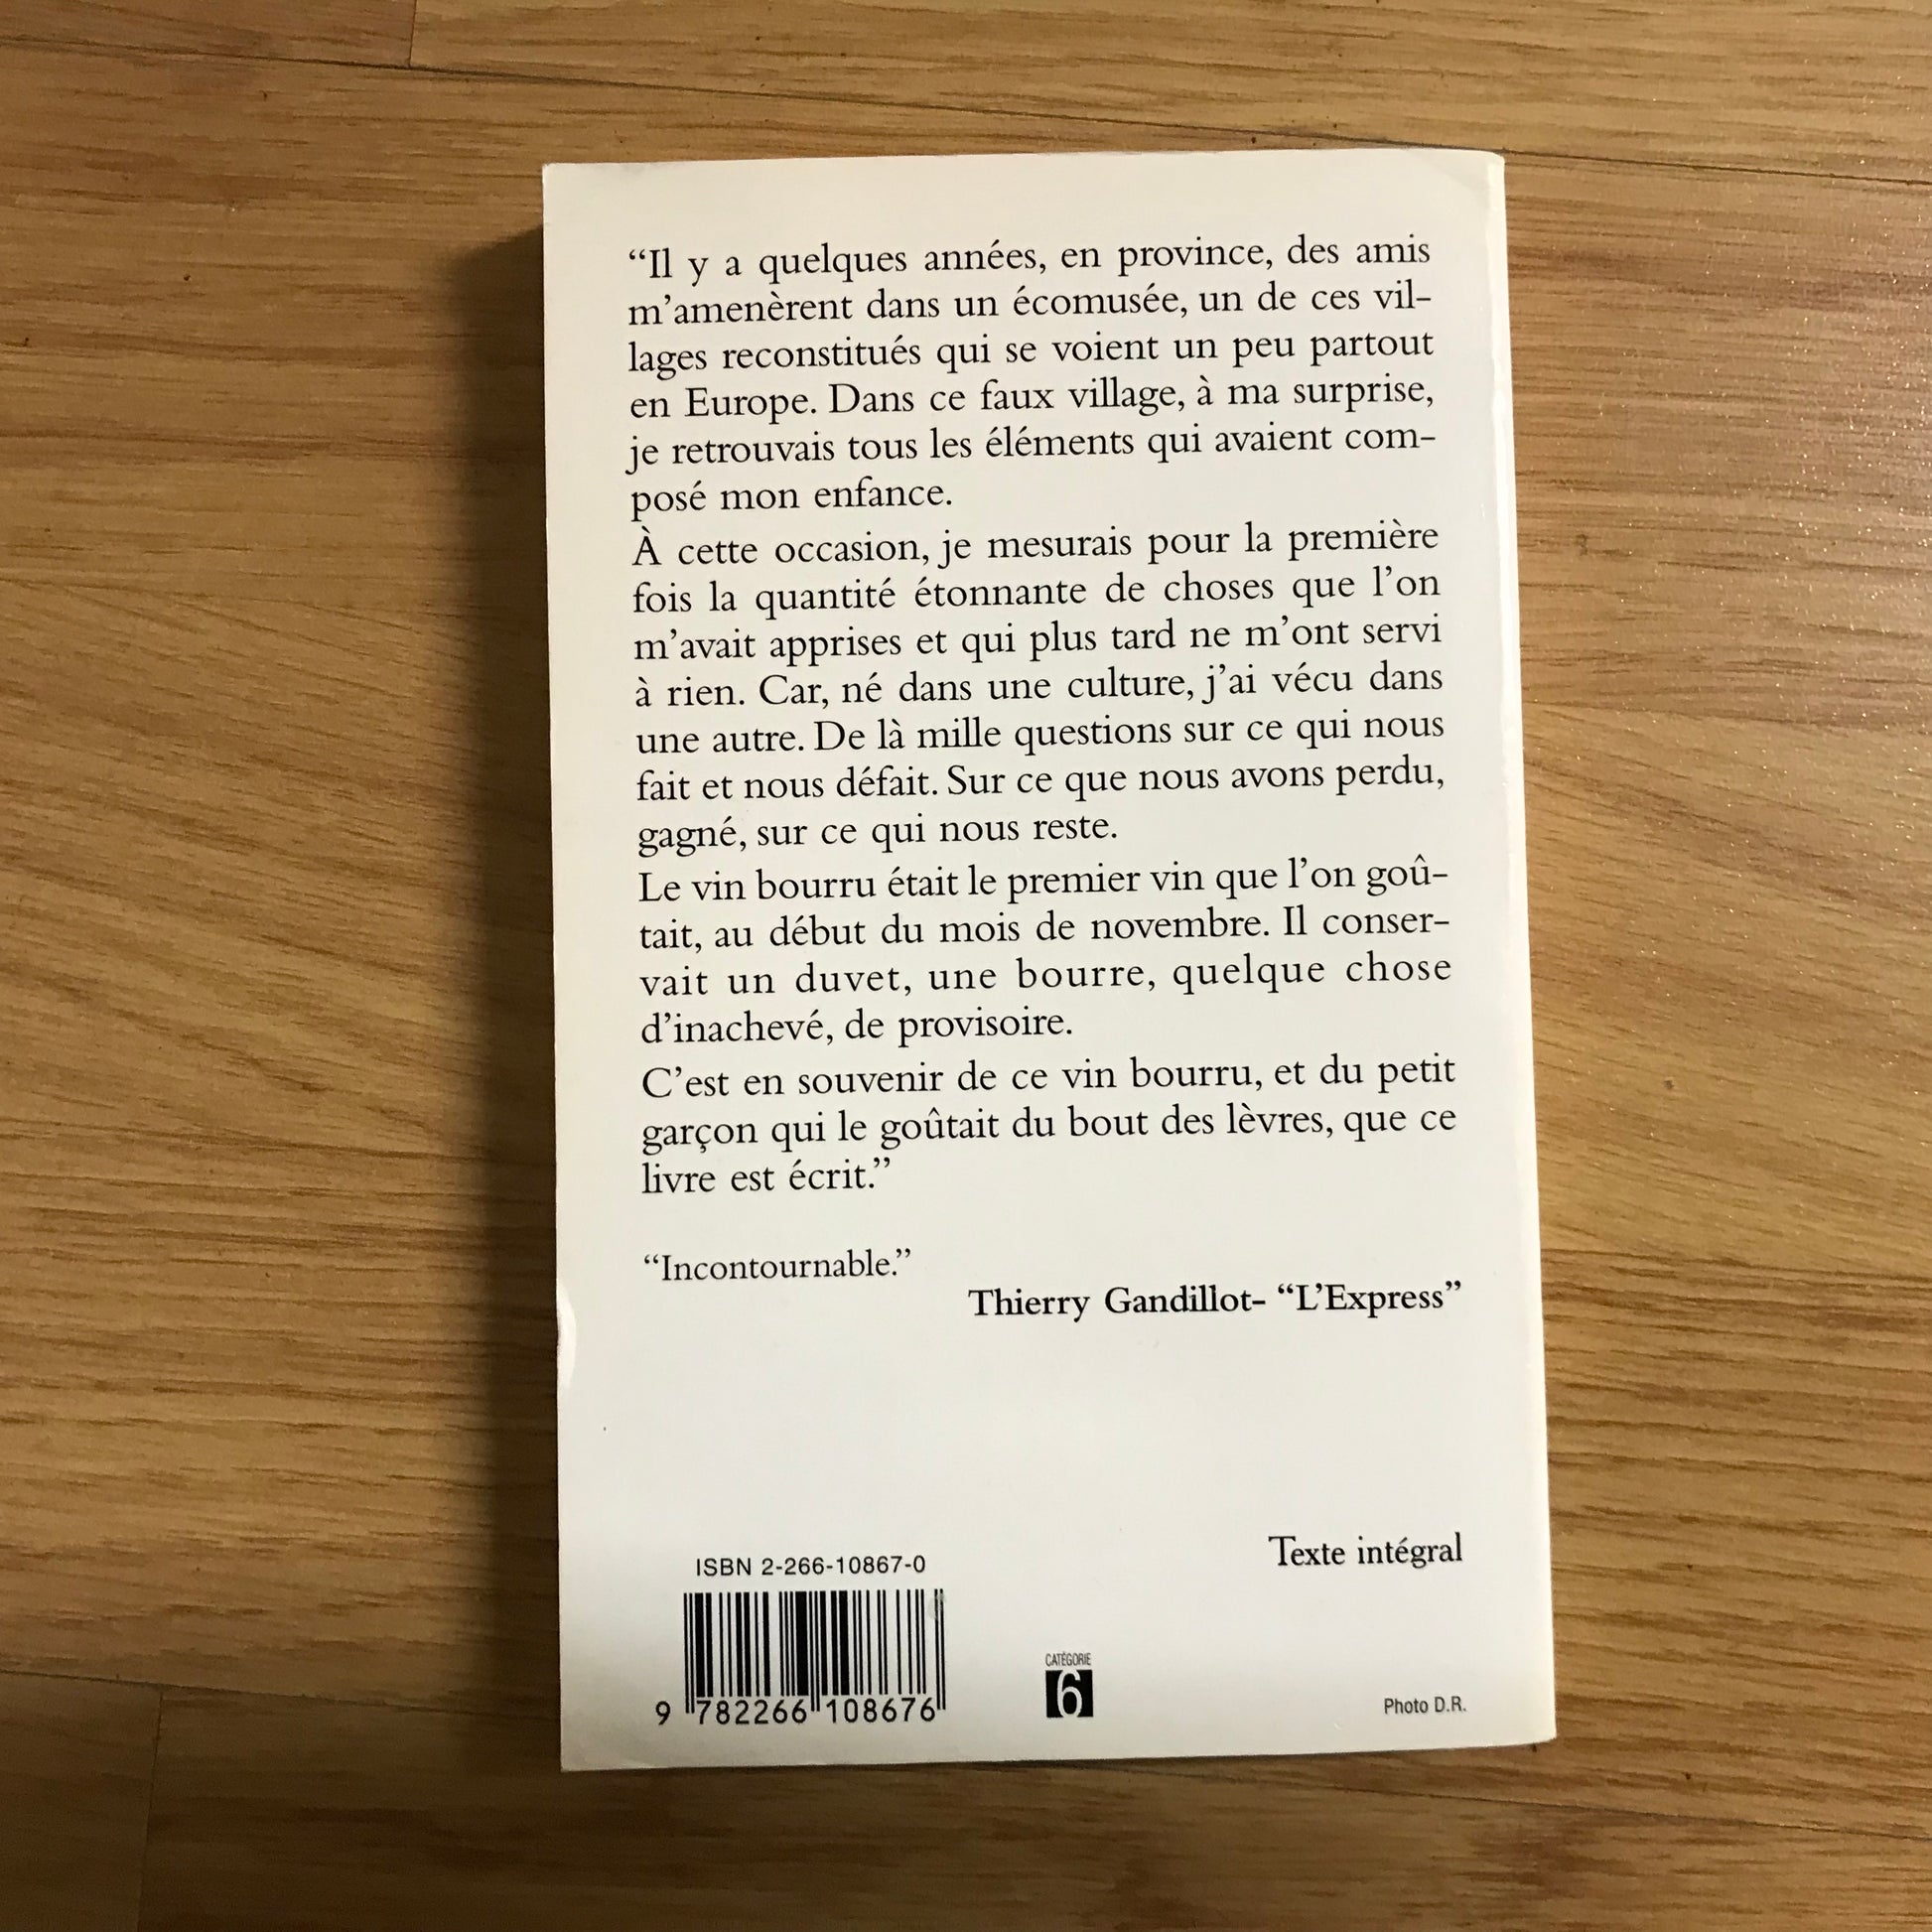 “Il y a quelques années, en province, des amis
m’amenèrent dans un écomusée, un de ces vil-
lages reconstitués qui se voient un peu partout
en Europe. Dans ce faux village, à ma surprise,
je retrouvais tous les éléments qui avaient com-
posé mon enfance.
À cette occasion, je mesurais pour la première
fois la quantité étonnante de choses que l’on
m’avait apprises et qui plus tard ne m’ont servi
à rien. Car, né dans une culture, j’ai vécu dans
une autre. De là mille questions sur ce qui nous
fait et nous défait. Sur ce que nous avons perdu,
gagné, sur ce qui nous reste.
Le vin bourru était le premier vin que l’on goû-
tait, au début du mois de novembre. Il conser-
vait un duvet, une bourre, quelque chose
d’inachevé, de provisoire.
C’est en souvenir de ce vin bourru, et du petit
garçon qui le goûtait du bout des lèvres, que ce
livre est écrit.”
“Incontournable.”
Thierry Gandillot- “L’Express”
Texte intégral
ISBN 2-266-10867-0
9 782266 108676
CATÉGORIE
6
Photo D.R.